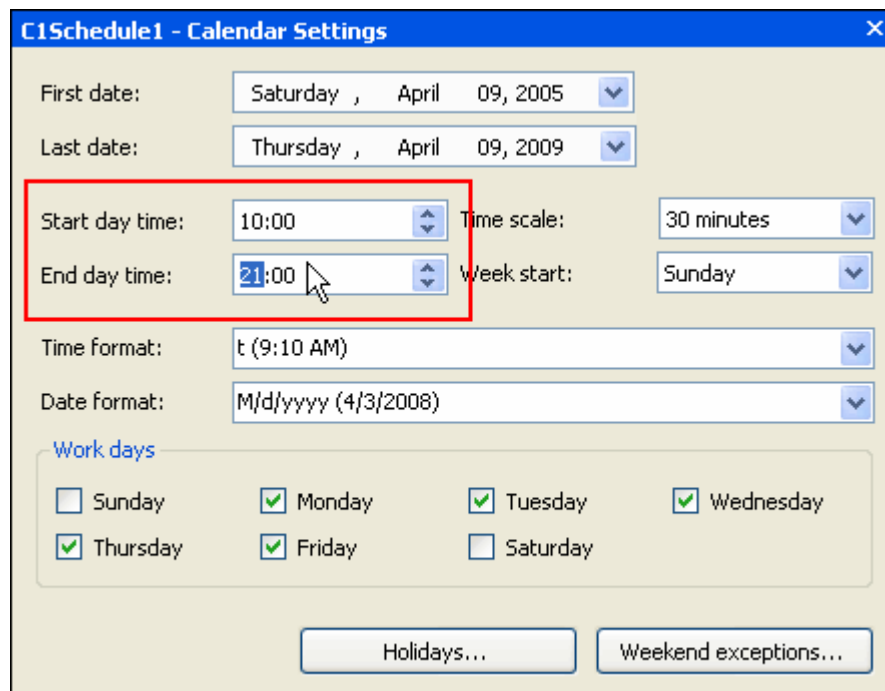 C1Schedule1 - Calendar Settings
First date: Saturday , April 09, 2005
Last date: Thursday , April 09, 2009
Start day time: 10:00 Time scale: 30 minutes
End day time: 21:00 Week start: Sunday
Time format: t (9:10 AM)
Date format: M/d/yyyy (4/3/2008)
Work days
Sunday Monday Tuesday Wednesday
Thursday Friday Saturday
Holidays... Weekend exceptions...